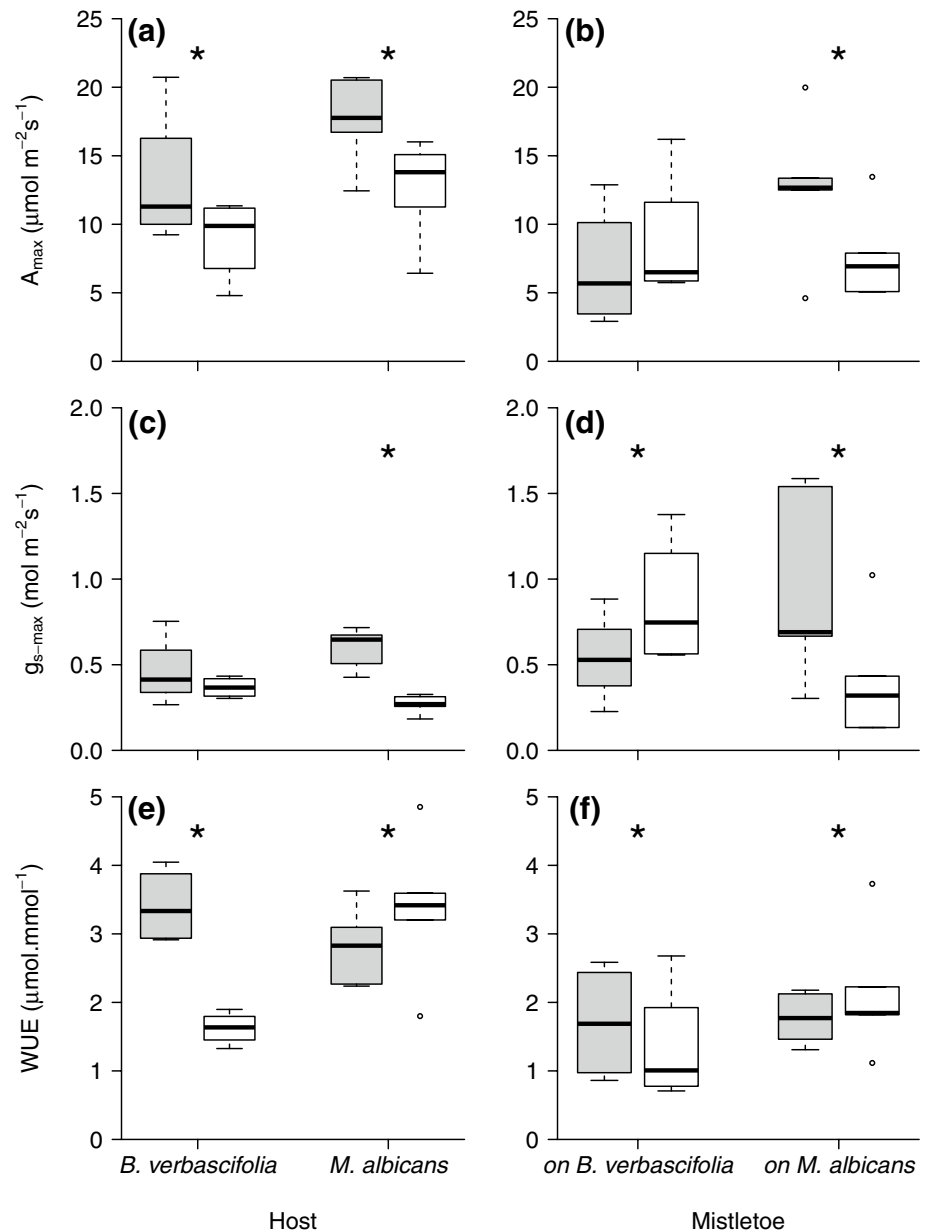 (a)
(b)
*
*
*
25
20
15
10
5
0
A_max (μmol m⁻²s⁻¹)
25
20
15
10
5
0
(c)
(d)
*
*
*
2.0
1.5
1.0
0.5
0.0
g_s−max (mol m⁻²s⁻¹)
2.0
1.5
1.0
0.5
0.0
(e)
(f)
*
*
*
*
5
4
3
2
1
0
WUE (μmol.mmol⁻¹)
5
4
3
2
1
0
B. verbascifolia
M. albicans
on B. verbascifolia
on M. albicans
Host
Mistletoe